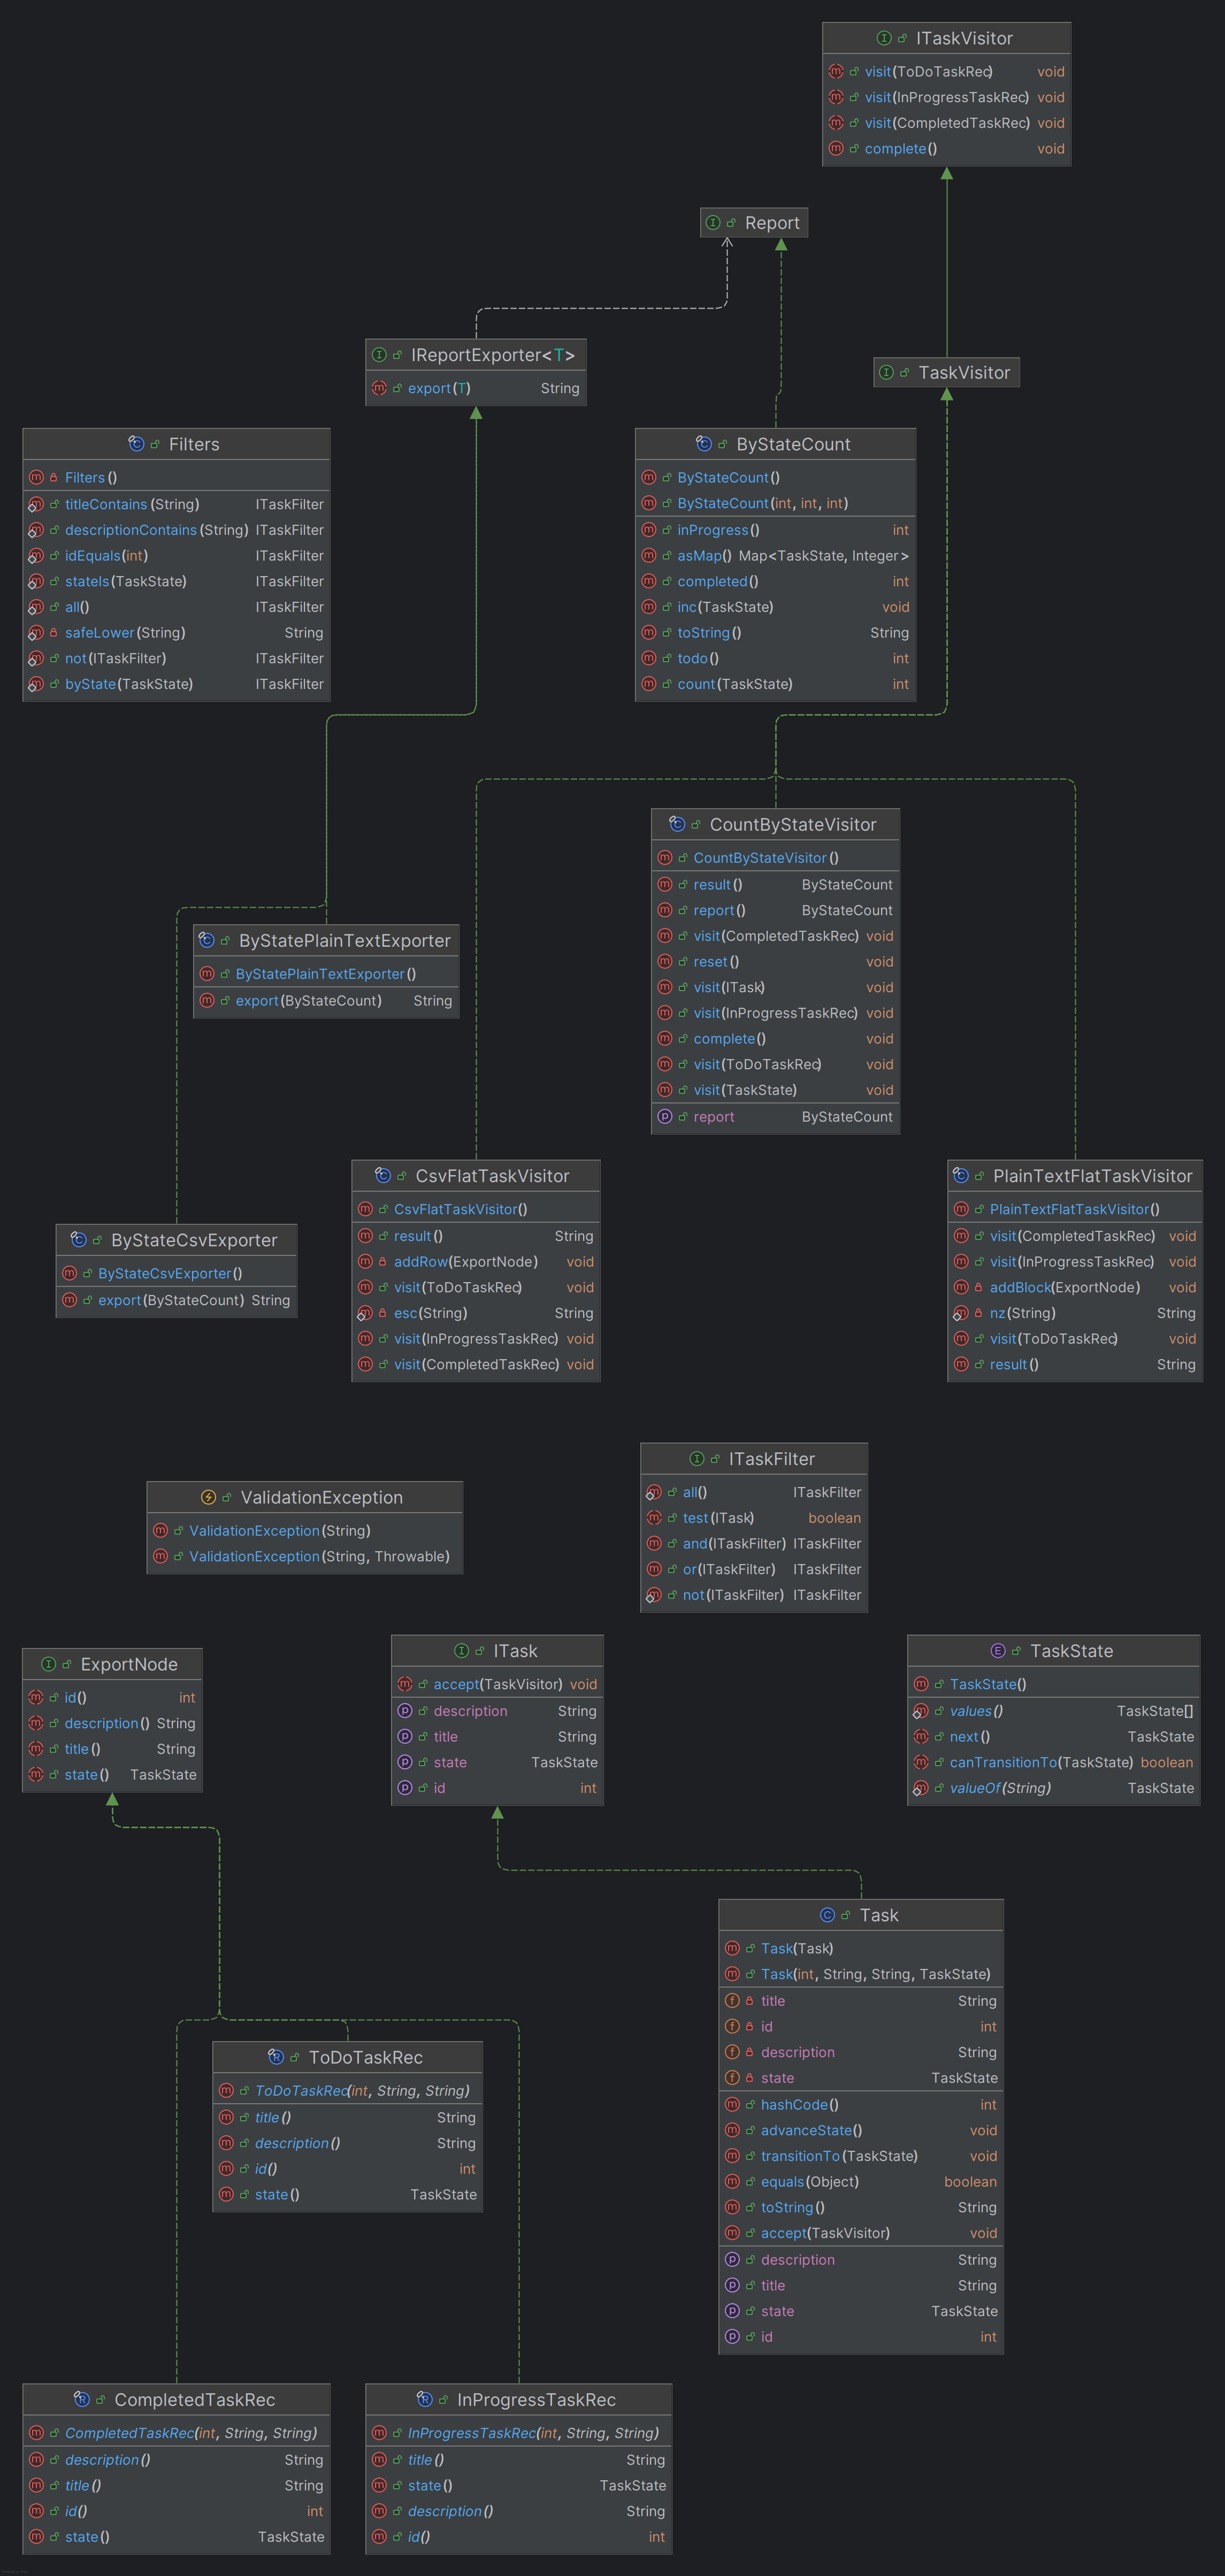 ITaskVisitor
visit(ToDoTaskRec) void
visit(InProgressTaskRec) void
visit(CompletedTaskRec) void
complete() void
Report
IReportExporter<T>
export(T) String
TaskVisitor
Filters
Filters()
titleContains(String) ITaskFilter
descriptionContains(String) ITaskFilter
idEquals(int) ITaskFilter
stateIs(TaskState) ITaskFilter
all() ITaskFilter
safeLower(String) String
not(ITaskFilter) ITaskFilter
byState(TaskState) ITaskFilter
ByStateCount
ByStateCount()
ByStateCount(int, int, int)
inProgress() int
asMap() Map<TaskState, Integer>
completed() int
inc(TaskState) void
toString() String
todo() int
count(TaskState) int
CountByStateVisitor
CountByStateVisitor()
result() ByStateCount
report() ByStateCount
visit(CompletedTaskRec) void
reset() void
visit(ITask) void
visit(InProgressTaskRec) void
complete() void
visit(ToDoTaskRec) void
visit(TaskState) void
report ByStateCount
ByStatePlainTextExporter
ByStatePlainTextExporter()
export(ByStateCount) String
CsvFlatTaskVisitor
CsvFlatTaskVisitor()
result() String
addRow(ExportNode) void
visit(ToDoTaskRec) void
esc(String) String
visit(InProgressTaskRec) void
visit(CompletedTaskRec) void
PlainTextFlatTaskVisitor
PlainTextFlatTaskVisitor()
visit(CompletedTaskRec) void
visit(InProgressTaskRec) void
addBlock(ExportNode) void
nz(String) String
visit(ToDoTaskRec) void
result() String
ByStateCsvExporter
ByStateCsvExporter()
export(ByStateCount) String
ITaskFilter
all() ITaskFilter
test(ITask) boolean
and(ITaskFilter) ITaskFilter
or(ITaskFilter) ITaskFilter
not(ITaskFilter) ITaskFilter
ValidationException
ValidationException(String)
ValidationException(String, Throwable)
ExportNode
id() int
description() String
title() String
state() TaskState
ITask
accept(TaskVisitor) void
description String
title String
state TaskState
id int
TaskState
TaskState()
values() TaskState[]
next() TaskState
canTransitionTo(TaskState) boolean
valueOf(String) TaskState
Task
Task(Task)
Task(int, String, String, TaskState)
title String
id int
description String
state TaskState
hashCode() int
advanceState() void
transitionTo(TaskState) void
equals(Object) boolean
toString() String
accept(TaskVisitor) void
description String
title String
state TaskState
id int
ToDoTaskRec
ToDoTaskRec(int, String, String)
title() String
description() String
id() int
state() TaskState
CompletedTaskRec
CompletedTaskRec(int, String, String)
description() String
title() String
id() int
state() TaskState
InProgressTaskRec
InProgressTaskRec(int, String, String)
title() String
state() TaskState
description() String
id() int